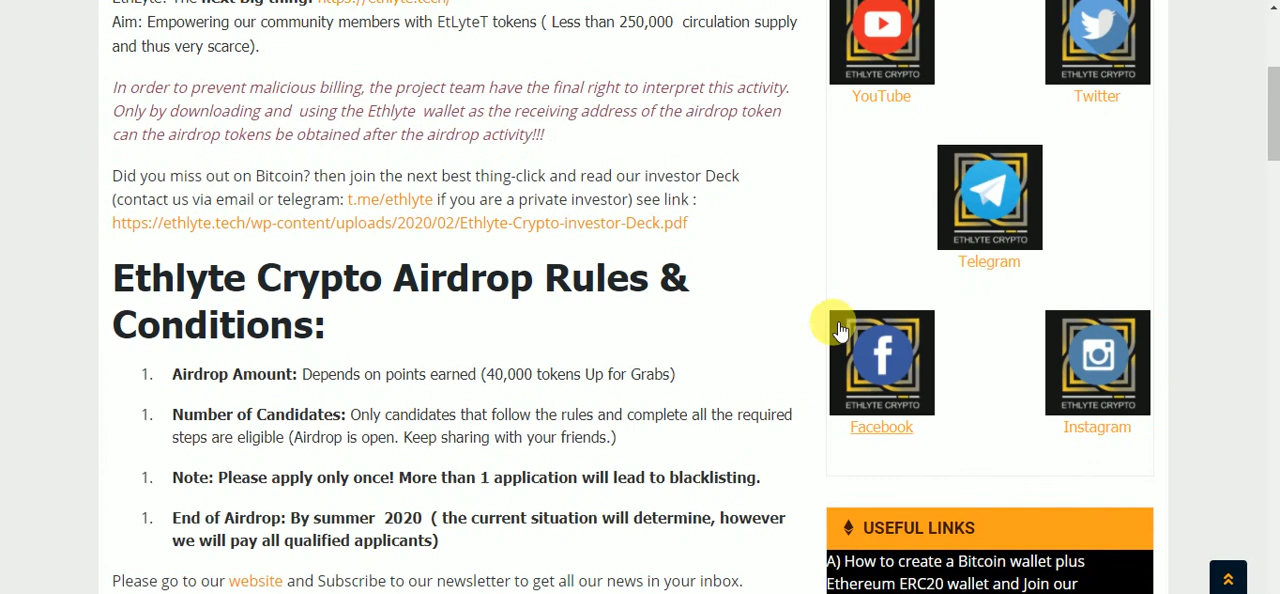 EthLyte: The next Big thing! https://ethlyte.tech/
Aim: Empowering our community members with EtLyteT tokens ( Less than 250,000 circulation supply
and thus very scarce).
In order to prevent malicious billing, the project team have the final right to interpret this activity.
Only by downloading and using the Ethlyte wallet as the receiving address of the airdrop token
can the airdrop tokens be obtained after the airdrop activity!!!
Did you miss out on Bitcoin? then join the next best thing-click and read our investor Deck
(contact us via email or telegram: t.me/ethlyte if you are a private investor) see link :
https://ethlyte.tech/wp-content/uploads/2020/02/Ethlyte-Crypto-investor-Deck.pdf
Ethlyte Crypto Airdrop Rules &
Conditions:
1. Airdrop Amount: Depends on points earned (40,000 tokens Up for Grabs)
1. Number of Candidates: Only candidates that follow the rules and complete all the required
steps are eligible (Airdrop is open. Keep sharing with your friends.)
1. Note: Please apply only once! More than 1 application will lead to blacklisting.
1. End of Airdrop: By summer 2020 ( the current situation will determine, however
we will pay all qualified applicants)
Please go to our website and Subscribe to our newsletter to get all our news in your inbox.
ETHLYTE CRYPTO
YouTube
ETHLYTE CRYPTO
Twitter
ETHLYTE CRYPTO
Telegram
ETHLYTE CRYPTO
Facebook
ETHLYTE CRYPTO
Instagram
USEFUL LINKS
A) How to create a Bitcoin wallet plus
Ethereum ERC20 wallet and Join our